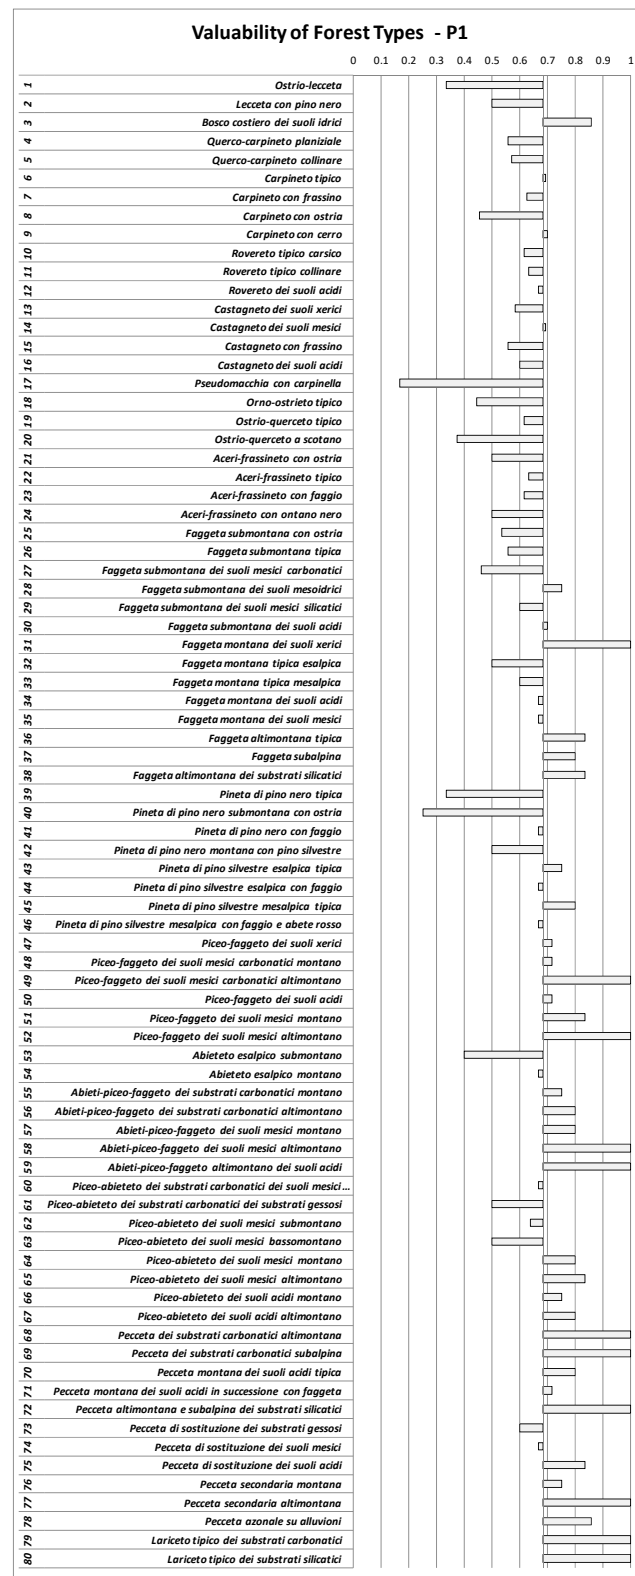 Valuability of Forest Types - P1
0 0.1 0.2 0.3 0.4 0.5 0.6 0.7 0.8 0.9 1
1 Ostrio-lecceta
2 Lecceta con pino nero
3 Bosco costiero dei suoli idrici
4 Querco-carpineto planiziale
5 Querco-carpineto collinare
6 Carpineto tipico
7 Carpineto con frassino
8 Carpineto con ostria
9 Carpineto con cerro
10 Rovereto tipico carsico
11 Rovereto tipico collinare
12 Rovereto dei suoli acidi
13 Castagneto dei suoli xerici
14 Castagneto dei suoli mesici
15 Castagneto con frassino
16 Castagneto dei suoli acidi
17 Pseudomacchia con carpinella
18 Orno-ostrieto tipico
19 Ostrio-querceto tipico
20 Ostrio-querceto a scotano
21 Aceri-frassineto con ostria
22 Aceri-frassineto tipico
23 Aceri-frassineto con faggio
24 Aceri-frassineto con ontano nero
25 Faggeta submontana con ostria
26 Faggeta submontana tipica
27 Faggeta submontana dei suoli mesici carbonatici
28 Faggeta submontana dei suoli mesoidrici
29 Faggeta submontana dei suoli mesici silicatici
30 Faggeta submontana dei suoli acidi
31 Faggeta montana dei suoli xerici
32 Faggeta montana tipica esalpica
33 Faggeta montana tipica mesalpica
34 Faggeta montana dei suoli acidi
35 Faggeta montana dei suoli mesici
36 Faggeta altimontana tipica
37 Faggeta subalpina
38 Faggeta altimontana dei substrati silicatici
39 Pineta di pino nero tipica
40 Pineta di pino nero submontana con ostria
41 Pineta di pino nero con faggio
42 Pineta di pino nero montana con pino silvestre
43 Pineta di pino silvestre esalpica tipica
44 Pineta di pino silvestre esalpica con faggio
45 Pineta di pino silvestre mesalpica tipica
46 Pineta di pino silvestre mesalpica con faggio e abete rosso
47 Piceo-faggeto dei suoli xerici
48 Piceo-faggeto dei suoli mesici carbonatici montano
49 Piceo-faggeto dei suoli mesici carbonatici altimontano
50 Piceo-faggeto dei suoli acidi
51 Piceo-faggeto dei suoli mesici montano
52 Piceo-faggeto dei suoli mesici altimontano
53 Abieteto esalpico submontano
54 Abieteto esalpico montano
55 Abieti-piceo-faggeto dei substrati carbonatici montano
56 Abieti-piceo-faggeto dei substrati carbonatici altimontano
57 Abieti-piceo-faggeto dei suoli mesici montano
58 Abieti-piceo-faggeto dei suoli mesici altimontano
59 Abieti-piceo-faggeto altimontano dei suoli acidi
60 Piceo-abieteto dei substrati carbonatici dei suoli mesici ...
61 Piceo-abieteto dei substrati carbonatici dei substrati gessosi
62 Piceo-abieteto dei suoli mesici submontano
63 Piceo-abieteto dei suoli mesici bassomontano
64 Piceo-abieteto dei suoli mesici montano
65 Piceo-abieteto dei suoli mesici altimontano
66 Piceo-abieteto dei suoli acidi montano
67 Piceo-abieteto dei suoli acidi altimontano
68 Pecceta dei substrati carbonatici altimontana
69 Pecceta dei substrati carbonatici subalpina
70 Pecceta montana dei suoli acidi tipica
71 Pecceta montana dei suoli acidi in successione con faggeta
72 Pecceta altimontana e subalpina dei substrati silicatici
73 Pecceta di sostituzione dei substrati gessosi
74 Pecceta di sostituzione dei suoli mesici
75 Pecceta di sostituzione dei suoli acidi
76 Pecceta secondaria montana
77 Pecceta secondaria altimontana
78 Pecceta azonale su alluvioni
79 Lariceto tipico dei substrati carbonatici
80 Lariceto tipico dei substrati silicatici